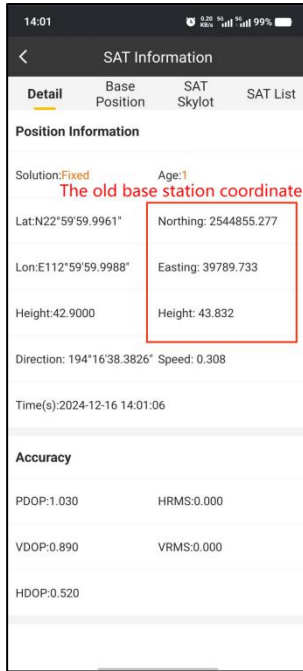 14:01
0.20 KB/s 5G 5G 99%
SAT Information
Detail Base Position SAT Skylot SAT List
Position Information
Solution:Fixed Age:1
The old base station coordinate
Lat:N22°59'59.9961" Northing: 2544855.277
Lon:E112°59'59.9988" Easting: 39789.733
Height:42.9000 Height: 43.832
Direction: 194°16'38.3826" Speed: 0.308
Time(s):2024-12-16 14:01:06
Accuracy
PDOP:1.030 HRMS:0.000
VDOP:0.890 VRMS:0.000
HDOP:0.520